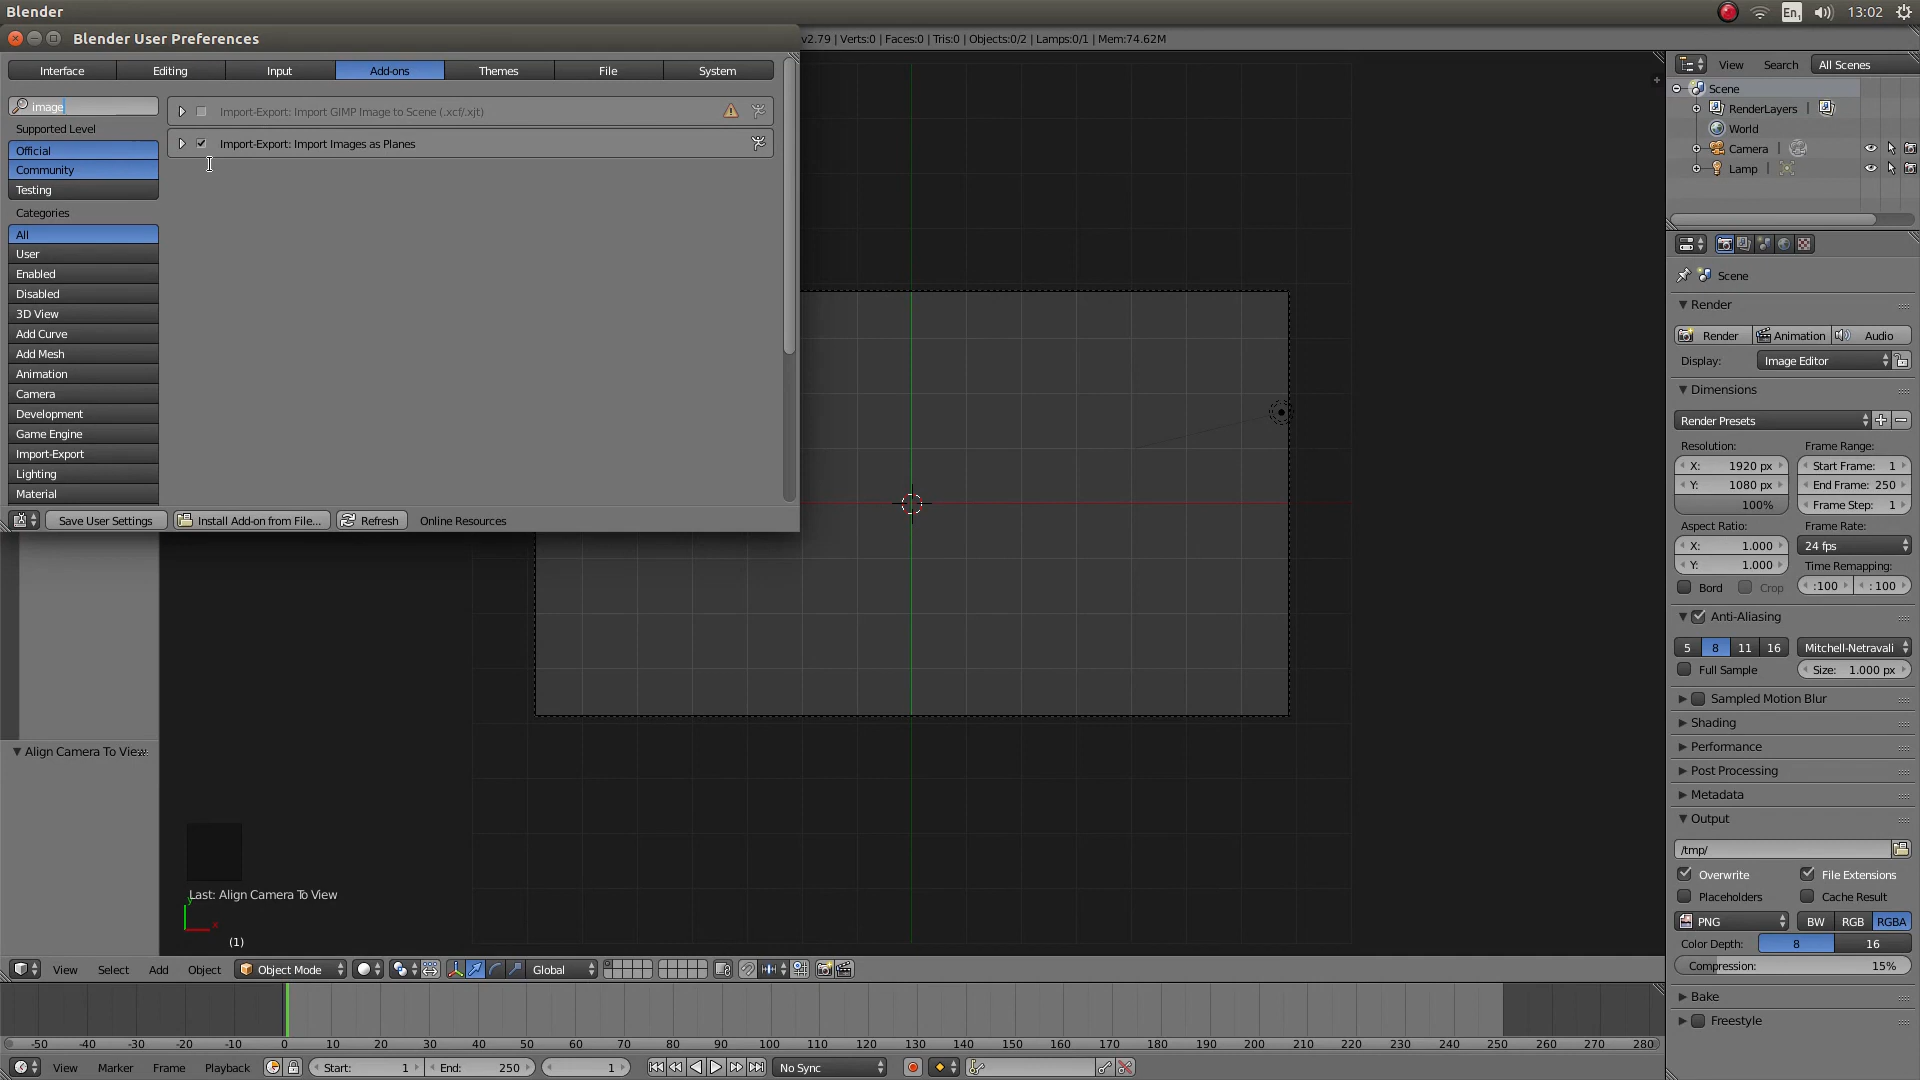 Blender
En1
13:02
Blender User Preferences
v2.79 | Verts:0 | Faces:0 | Tris:0 | Objects:0/2 | Lamps:0/1 | Mem:74.62M
Interface
Editing
Input
Add-ons
Themes
File
System
image
Supported Level
Official
Community
Testing
Categories
All
User
Enabled
Disabled
3D View
Add Curve
Add Mesh
Animation
Camera
Development
Game Engine
Import-Export
Lighting
Material
Import-Export: Import GIMP Image to Scene (.xcf/.xjt)
Import-Export: Import Images as Planes
Save User Settings
Install Add-on from File...
Refresh
Online Resources
View
Search
All Scenes
Scene
RenderLayers
World
Camera
Lamp
Scene
Render
Render
Animation
Audio
Display:
Image Editor
Dimensions
Render Presets
Resolution:
Frame Range:
X: 1920 px
Start Frame: 1
Y: 1080 px
End Frame: 250
100%
Frame Step: 1
Aspect Ratio:
Frame Rate:
X: 1.000
24 fps
Y: 1.000
Time Remapping:
:100
: 100
Bord
Crop
Anti-Aliasing
5
8
11
16
Mitchell-Netravali
Full Sample
Size: 1.000 px
Sampled Motion Blur
Shading
Performance
Post Processing
Metadata
Output
/tmp/
Overwrite
File Extensions
Placeholders
Cache Result
PNG
BW
RGB
RGBA
Color Depth:
8
16
Compression: 15%
Bake
Freestyle
Align Camera To View
Last: Align Camera To View
y
x
(1)
View
Select
Add
Object
Object Mode
Global
-50 -40 -30 -20 -10 0 10 20 30 40 50 60 70 80 90 100 110 120 130 140 150 160 170 180 190 200 210 220 230 240 250 260 270 280
View
Marker
Frame
Playback
Start: 1
End: 250
1
No Sync